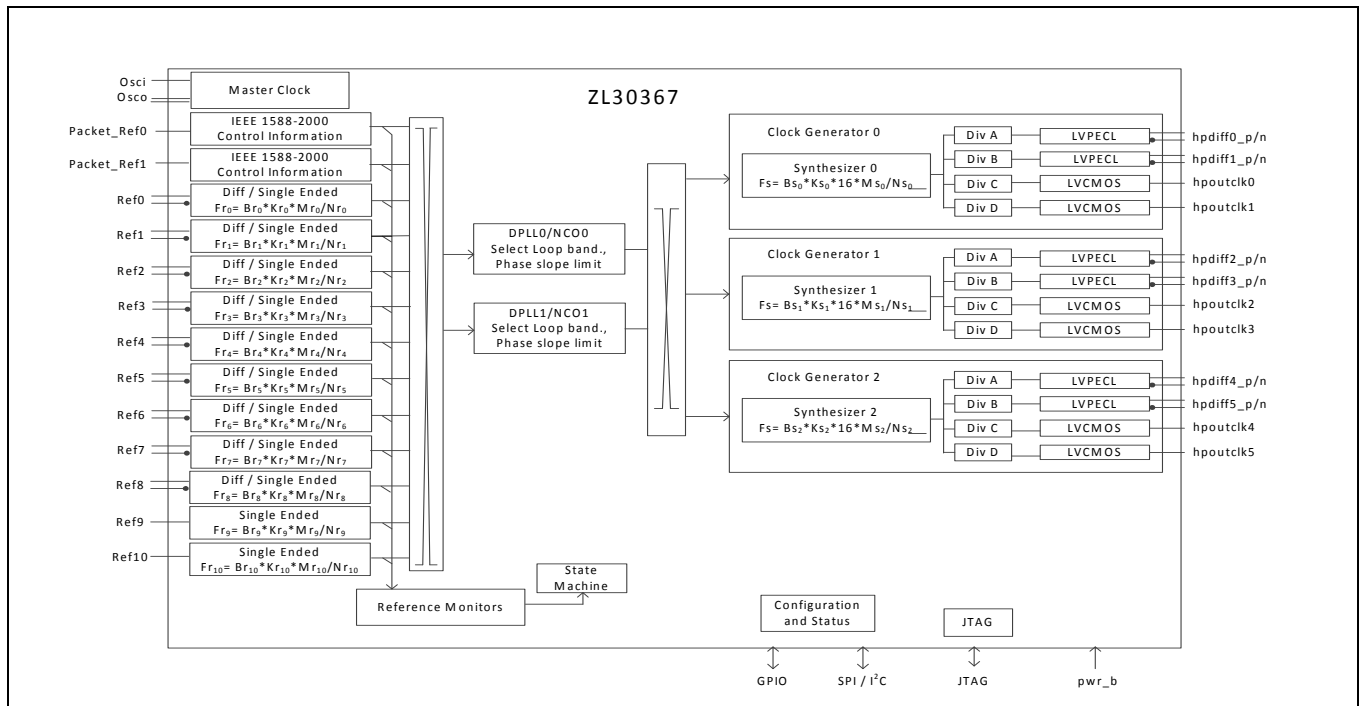 ZL30367
Osci
Osco
Master Clock
Packet_Ref0
IEEE 1588-2000
Control Information
Packet_Ref1
IEEE 1588-2000
Control Information
Ref0
Diff / Single Ended
Fr₀= Br₀*Kr₀*Mr₀/Nr₀
Ref1
Diff / Single Ended
Fr₁= Br₁*Kr₁*Mr₁/Nr₁
Ref2
Diff / Single Ended
Fr₂= Br₂*Kr₂*Mr₂/Nr₂
Ref3
Diff / Single Ended
Fr₃= Br₃*Kr₃*Mr₃/Nr₃
Ref4
Diff / Single Ended
Fr₄= Br₄*Kr₄*Mr₄/Nr₄
Ref5
Diff / Single Ended
Fr₅= Br₅*Kr₅*Mr₅/Nr₅
Ref6
Diff / Single Ended
Fr₆= Br₆*Kr₆*Mr₆/Nr₆
Ref7
Diff / Single Ended
Fr₇= Br₇*Kr₇*Mr₇/Nr₇
Ref8
Diff / Single Ended
Fr₈= Br₈*Kr₈*Mr₈/Nr₈
Ref9
Single Ended
Fr₉= Br₉*Kr₉*Mr₉/Nr₉
Ref10
Single Ended
Fr₁₀= Br₁₀*Kr₁₀*Mr₁₀/Nr₁₀
Reference Monitors
State
Machine
DPLL0/NCO0
Select Loop band.,
Phase slope limit
DPLL1/NCO1
Select Loop band.,
Phase slope limit
Clock Generator 0
Synthesizer 0
Fs= Bs₀*Ks₀*16*Ms₀/Ns₀
Div A
LVPECL
hpdiff0_p/n
Div B
LVPECL
hpdiff1_p/n
Div C
LVCMOS
hpoutclk0
Div D
LVCMOS
hpoutclk1
Clock Generator 1
Synthesizer 1
Fs= Bs₁*Ks₁*16*Ms₁/Ns₁
Div A
LVPECL
hpdiff2_p/n
Div B
LVPECL
hpdiff3_p/n
Div C
LVCMOS
hpoutclk2
Div D
LVCMOS
hpoutclk3
Clock Generator 2
Synthesizer 2
Fs= Bs₂*Ks₂*16*Ms₂/Ns₂
Div A
LVPECL
hpdiff4_p/n
Div B
LVPECL
hpdiff5_p/n
Div C
LVCMOS
hpoutclk4
Div D
LVCMOS
hpoutclk5
Configuration
and Status
JTAG
GPIO
SPI / I²C
JTAG
pwr_b